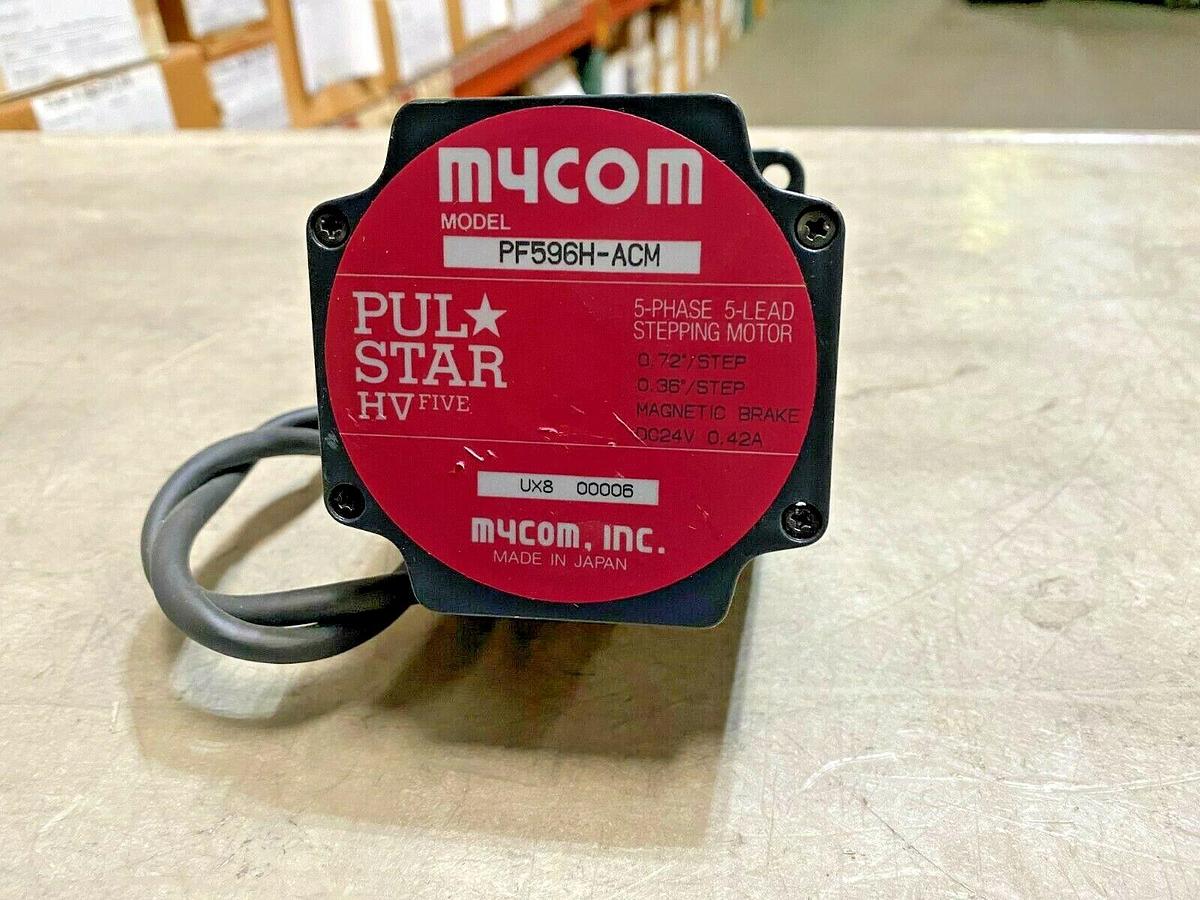 mycom
MODEL
PF596H-ACM
PUL★
STAR
HV FIVE
5-PHASE 5-LEAD
STEPPING MOTOR
0.72°/STEP
0.36°/STEP
MAGNETIC BRAKE
DC24V 0.42A
UX8 00006
mycom, inc.
MADE IN JAPAN